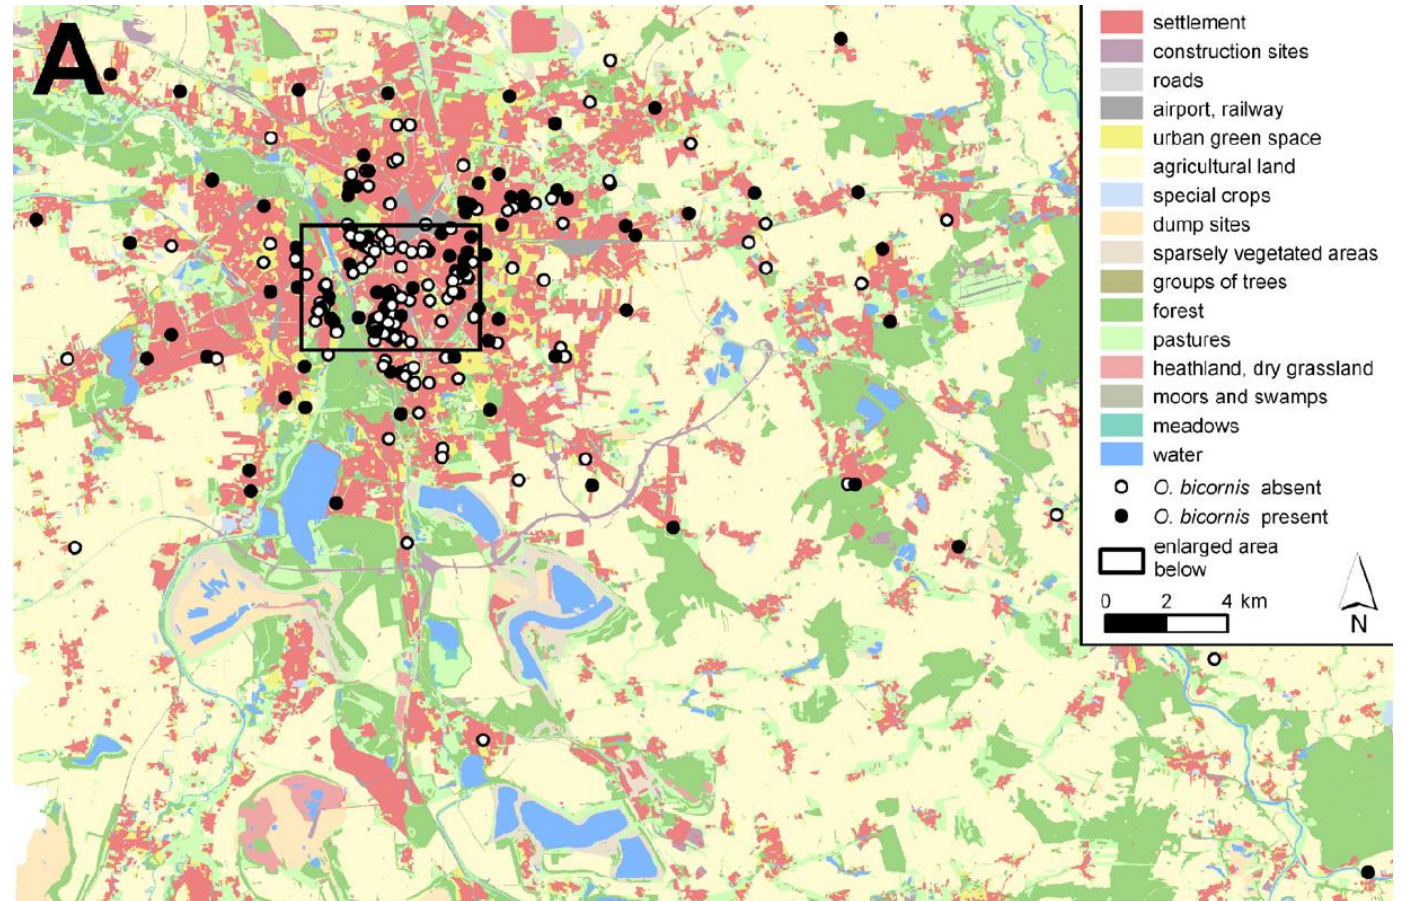 A
settlement
construction sites
roads
airport, railway
urban green space
agricultural land
special crops
dump sites
sparsely vegetated areas
groups of trees
forest
pastures
heathland, dry grassland
moors and swamps
meadows
water
O. bicornis absent
O. bicornis present
enlarged area
below
0 2 4 km
N